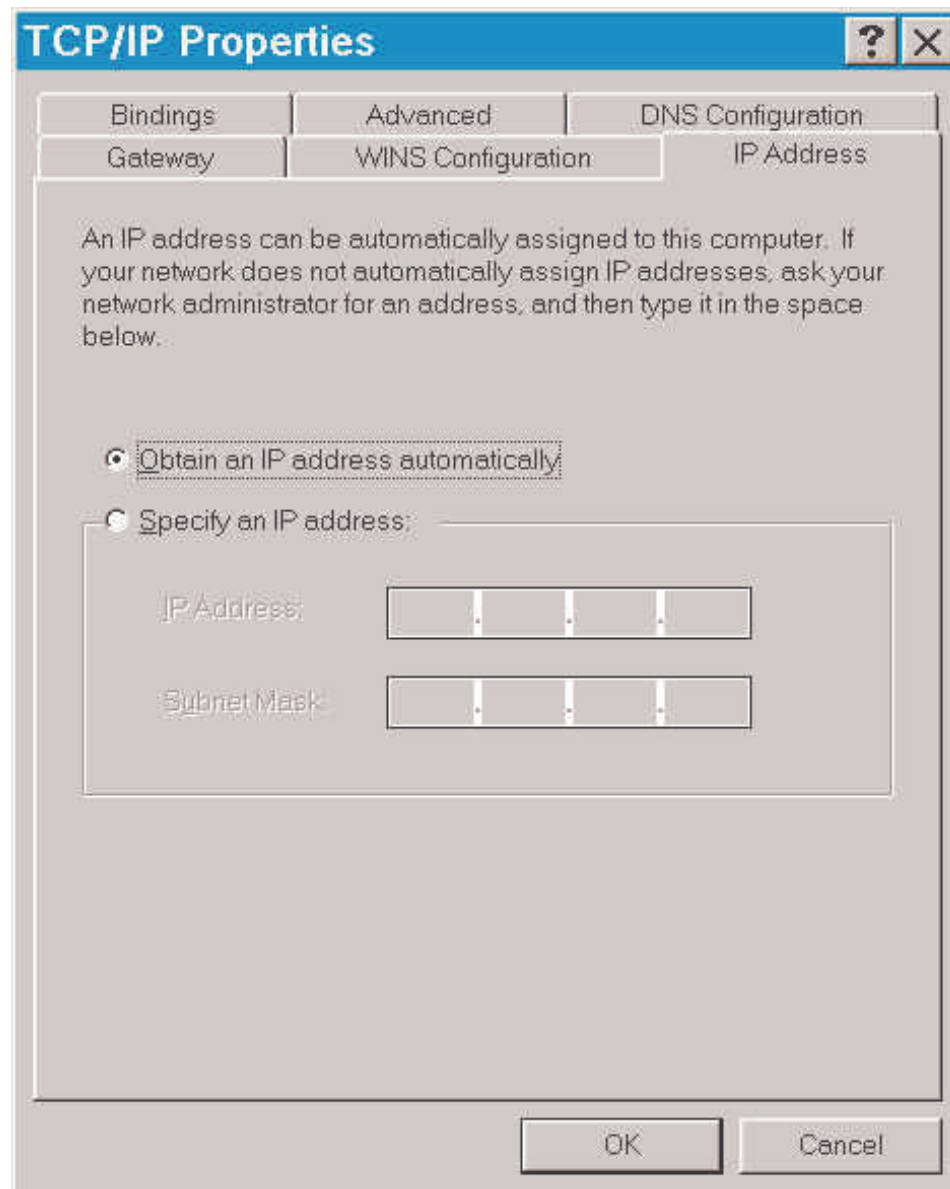 TCP/IP Properties
? X
Bindings Advanced DNS Configuration
Gateway WINS Configuration IP Address
An IP address can be automatically assigned to this computer. If
your network does not automatically assign IP addresses, ask your
network administrator for an address, and then type it in the space
below.
Obtain an IP address automatically
Specify an IP address:
IP Address:
. . .
Subnet Mask:
. . .
OK Cancel